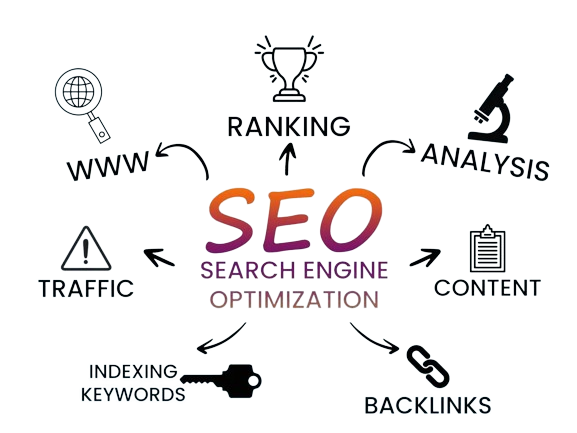 RANKING
WWW
ANALYSIS
SEO
SEARCH ENGINE
OPTIMIZATION
TRAFFIC
CONTENT
INDEXING
KEYWORDS
BACKLINKS